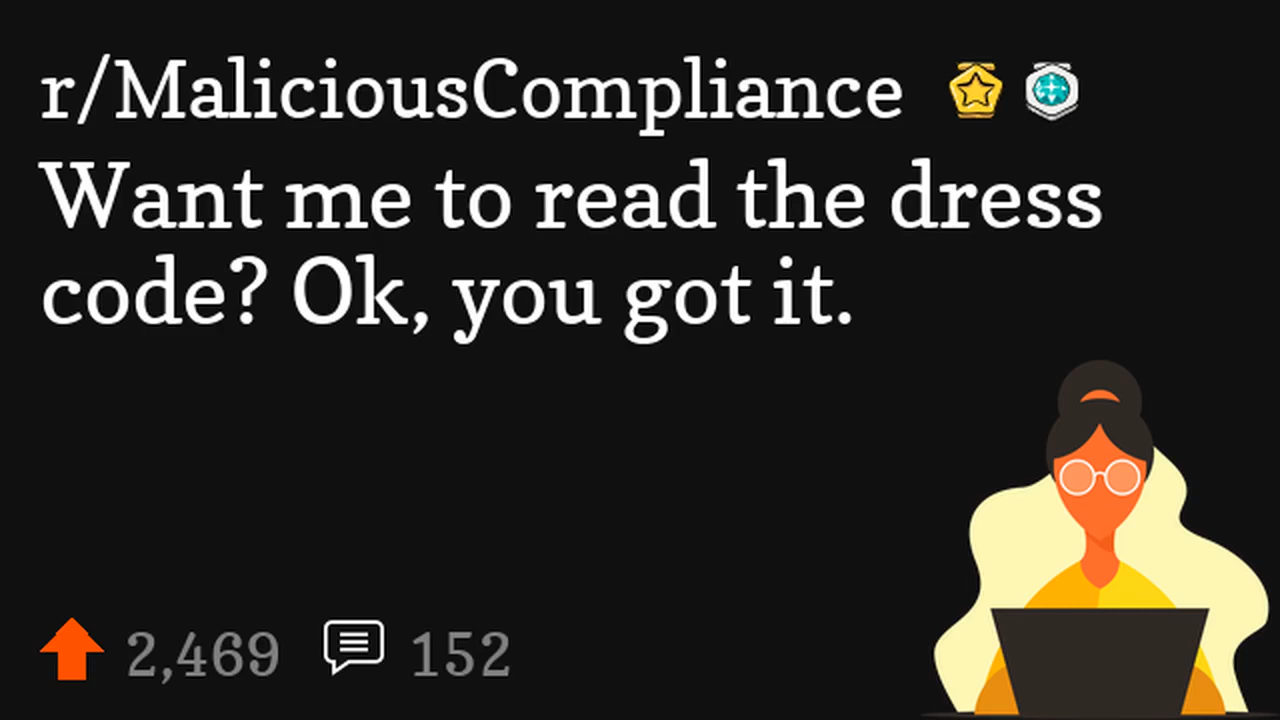 r/MaliciousCompliance
Want me to read the dress
code? Ok, you got it.
2,469 152